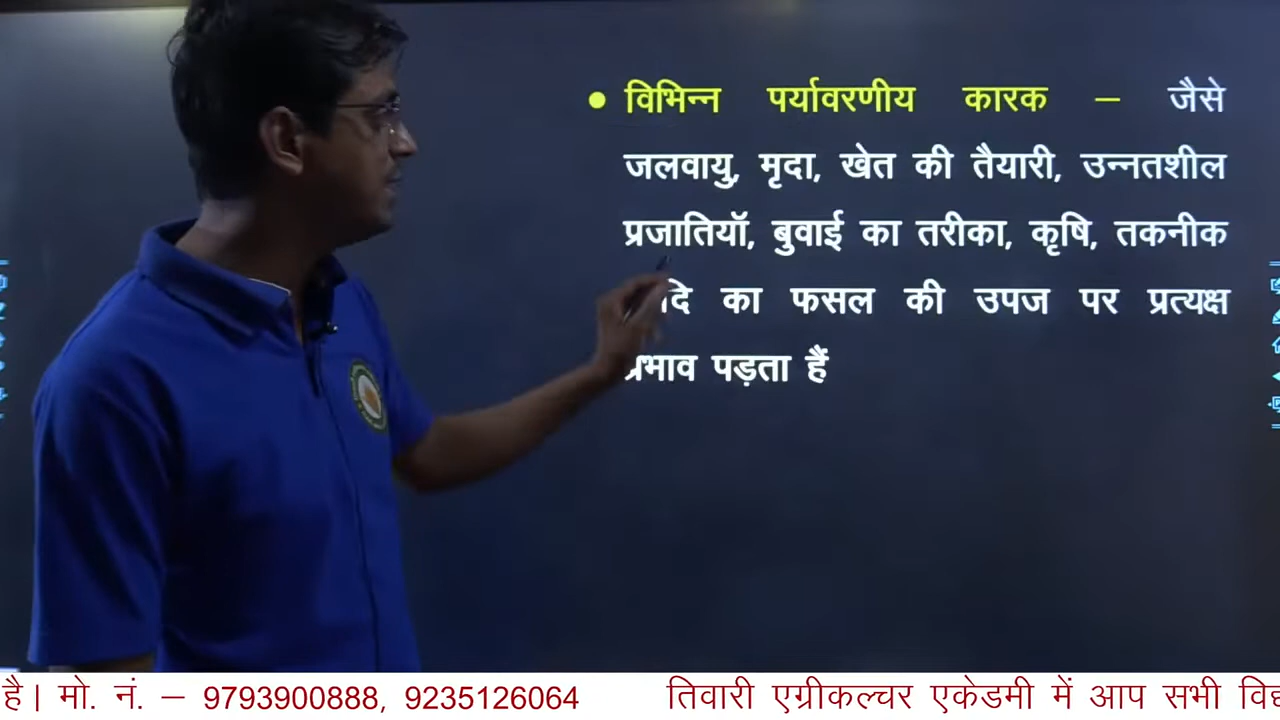 • विभिन्न पर्यावरणीय कारक – जैसे
जलवायु, मृदा, खेत की तैयारी, उन्नतशील
प्रजातियॉ, बुवाई का तरीका, कृषि, तकनीक
का फसल की उपज पर प्रत्यक्ष
पड़ता हैं
है। मो. नं. – 9793900888, 9235126064 तिवारी एग्रीकल्चर एकेडमी में आप सभी